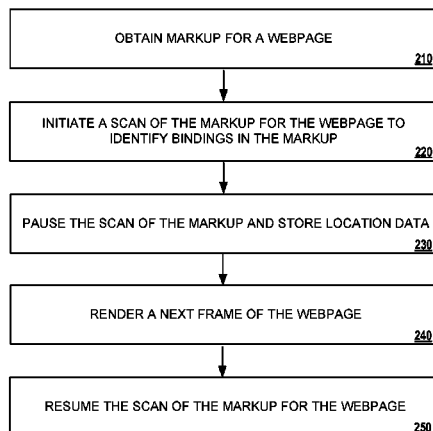 OBTAIN MARKUP FOR A WEBPAGE
210
INITIATE A SCAN OF THE MARKUP FOR THE WEBPAGE TO
IDENTIFY BINDINGS IN THE MARKUP
220
PAUSE THE SCAN OF THE MARKUP AND STORE LOCATION DATA
230
RENDER A NEXT FRAME OF THE WEBPAGE
240
RESUME THE SCAN OF THE MARKUP FOR THE WEBPAGE
250